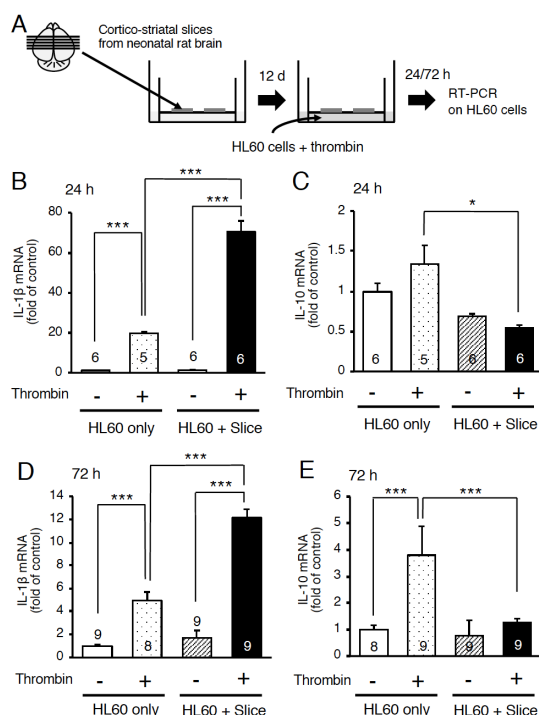 A
Cortico-striatal slices
from neonatal rat brain
12 d
24/72 h
RT-PCR
on HL60 cells
HL60 cells + thrombin
B
24 h
IL-1β mRNA
(fold of control)
80
60
40
20
0
***
***
***
6
5
6
6
Thrombin
-
+
-
+
HL60 only
HL60 + Slice
C
24 h
IL-10 mRNA
(fold of control)
2
1.5
1
0.5
0
*
6
5
6
6
-
+
-
+
HL60 only
HL60 + Slice
D
72 h
IL-1β mRNA
(fold of control)
14
12
10
8
6
4
2
0
***
***
***
9
8
9
9
Thrombin
-
+
-
+
HL60 only
HL60 + Slice
E
72 h
IL-10 mRNA
(fold of control)
6
5
4
3
2
1
0
***
***
8
9
9
9
-
+
-
+
HL60 only
HL60 + Slice